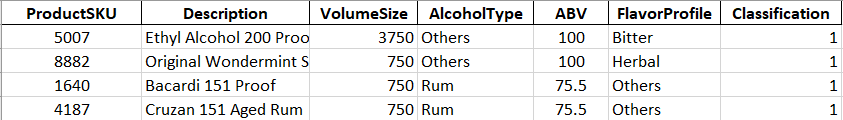 ProductSKU Description VolumeSize AlcoholType ABV FlavorProfile Classification
5007 Ethyl Alcohol 200 Proo 3750 Others 100 Bitter 1
8882 Original Wondermint S 750 Others 100 Herbal 1
1640 Bacardi 151 Proof 750 Rum 75.5 Others 1
4187 Cruzan 151 Aged Rum 750 Rum 75.5 Others 1